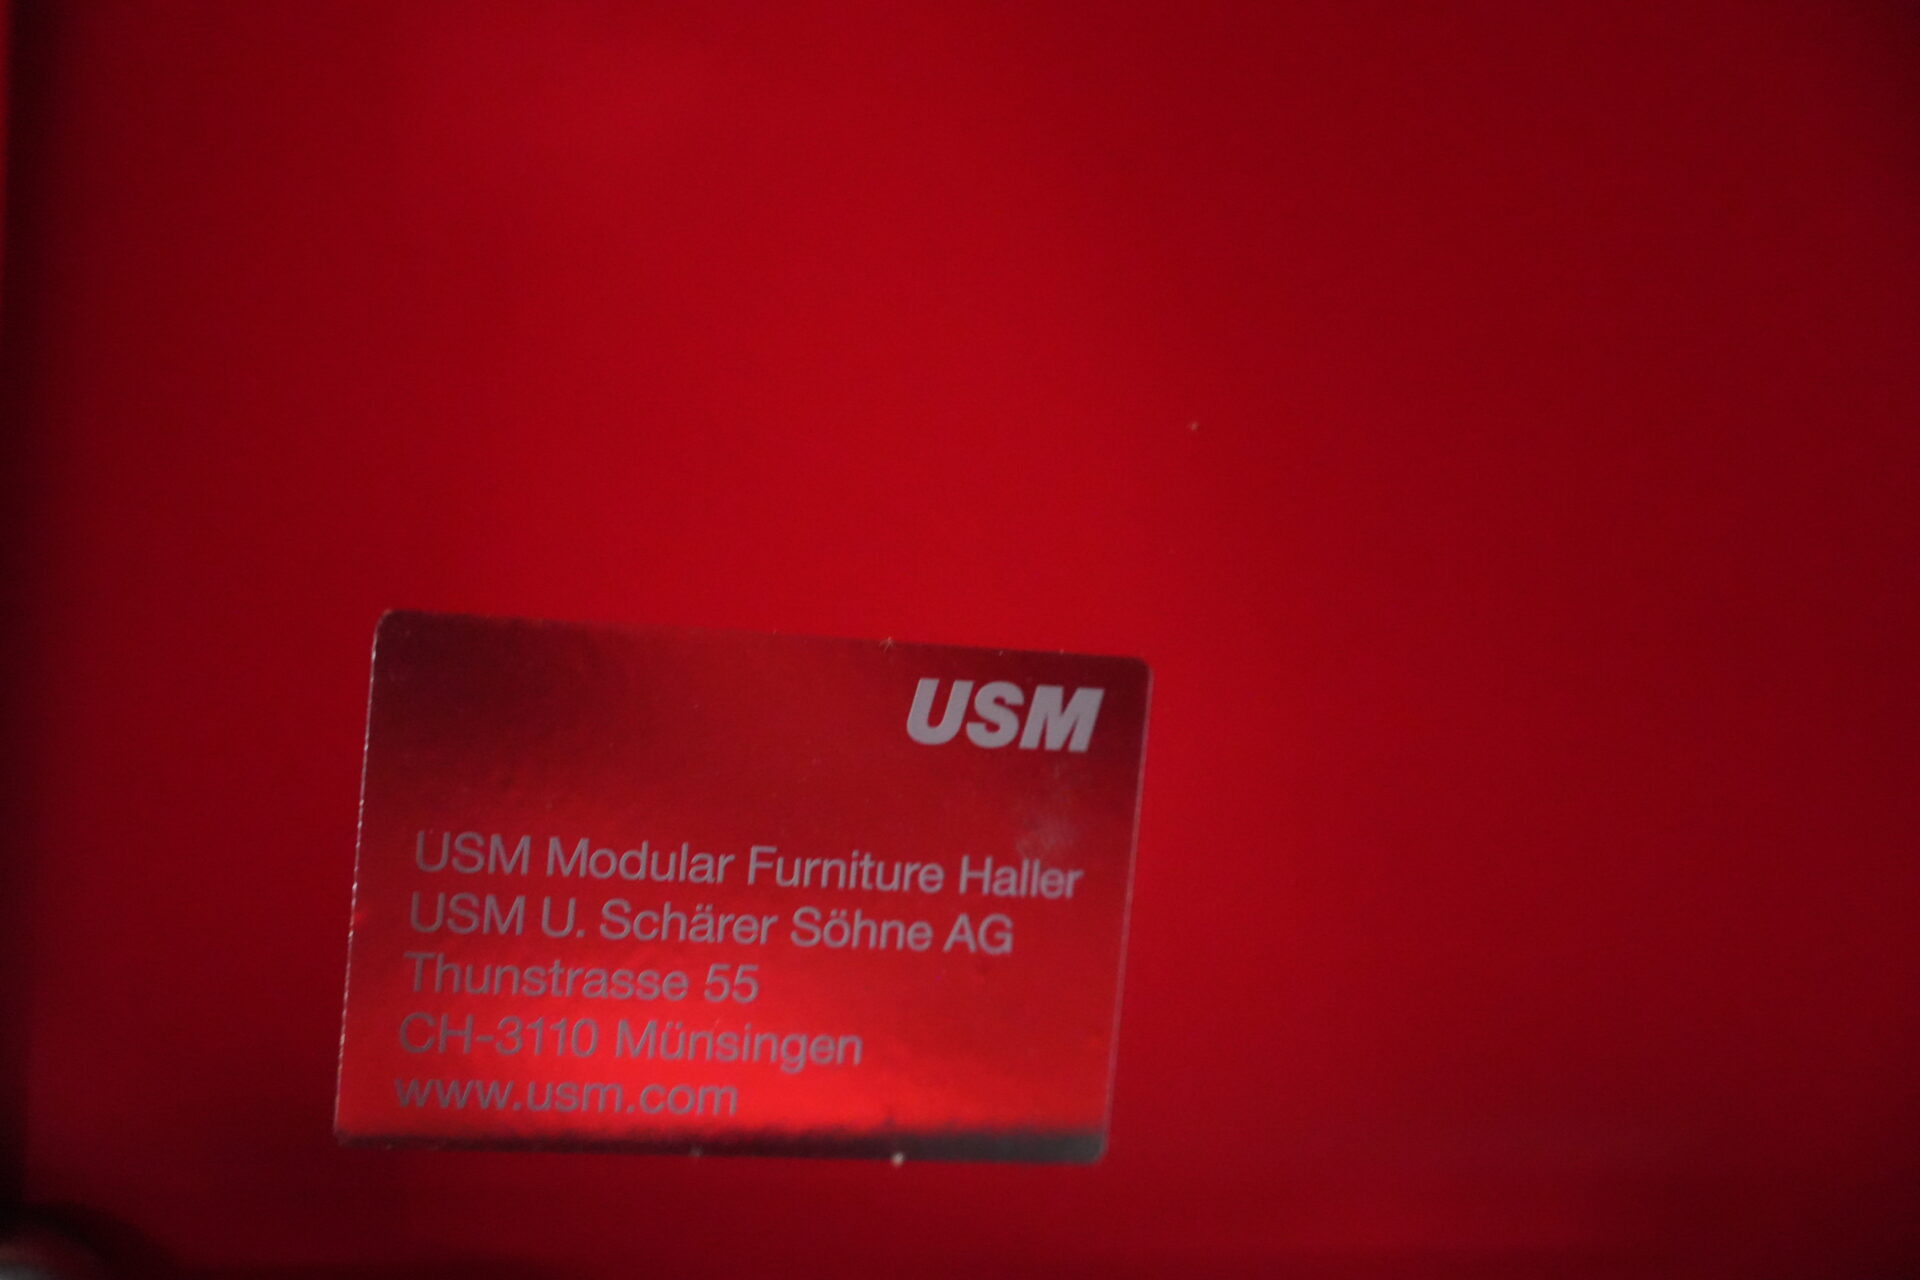 USM
USM Modular Furniture Haller
USM U. Schärer Söhne AG
Thunstrasse 55
CH-3110 Münsingen
www.usm.com